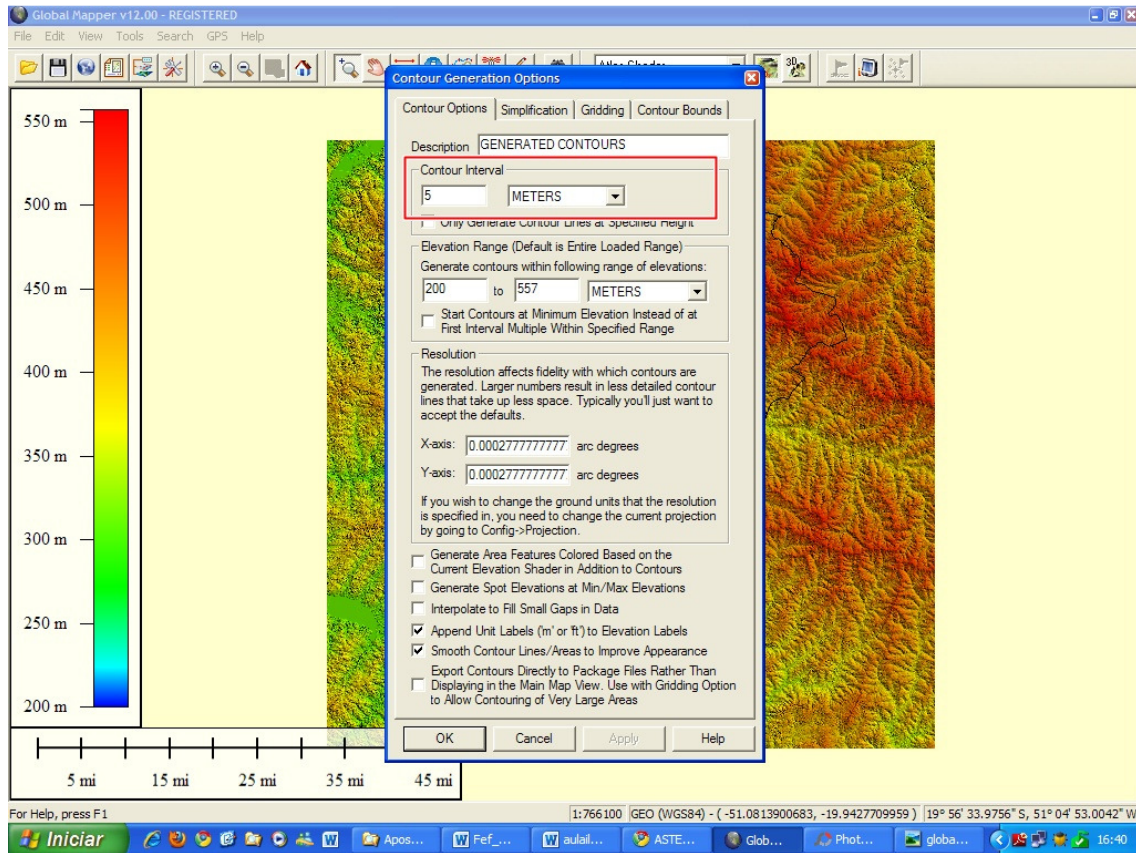 Global Mapper v12.00 - REGISTERED
File Edit View Tools Search GPS Help
Atlas Shader
3D
550 m
500 m
450 m
400 m
350 m
300 m
250 m
200 m
5 mi 15 mi 25 mi 35 mi 45 mi
Contour Generation Options
Contour Options Simplification Gridding Contour Bounds
Description GENERATED CONTOURS
Contour Interval
5 METERS
Only Generate Contour Lines at Specified Height
Elevation Range (Default is Entire Loaded Range)
Generate contours within following range of elevations:
200 to 557 METERS
Start Contours at Minimum Elevation Instead of at
First Interval Multiple Within Specified Range
Resolution
The resolution affects fidelity with which contours are
generated. Larger numbers result in less detailed contour
lines that take up less space. Typically you'll just want to
accept the defaults.
X-axis: 0.0002777777777 arc degrees
Y-axis: 0.0002777777777 arc degrees
If you wish to change the ground units that the resolution
is specified in, you need to change the current projection
by going to Config->Projection.
Generate Area Features Colored Based on the
Current Elevation Shader in Addition to Contours
Generate Spot Elevations at Min/Max Elevations
Interpolate to Fill Small Gaps in Data
Append Unit Labels ('m' or 'ft') to Elevation Labels
Smooth Contour Lines/Areas to Improve Appearance
Export Contours Directly to Package Files Rather Than
Displaying in the Main Map View. Use with Gridding Option
to Allow Contouring of Very Large Areas
OK Cancel Apply Help
For Help, press F1
1:766100 GEO (WGS84) - ( -51.0813900683, -19.9427709959 ) 19° 56' 33.9756" S, 51° 04' 53.0042" W
Iniciar Apos... Fef_... aulail... ASTE... Glob... Phot... globa... 16:40